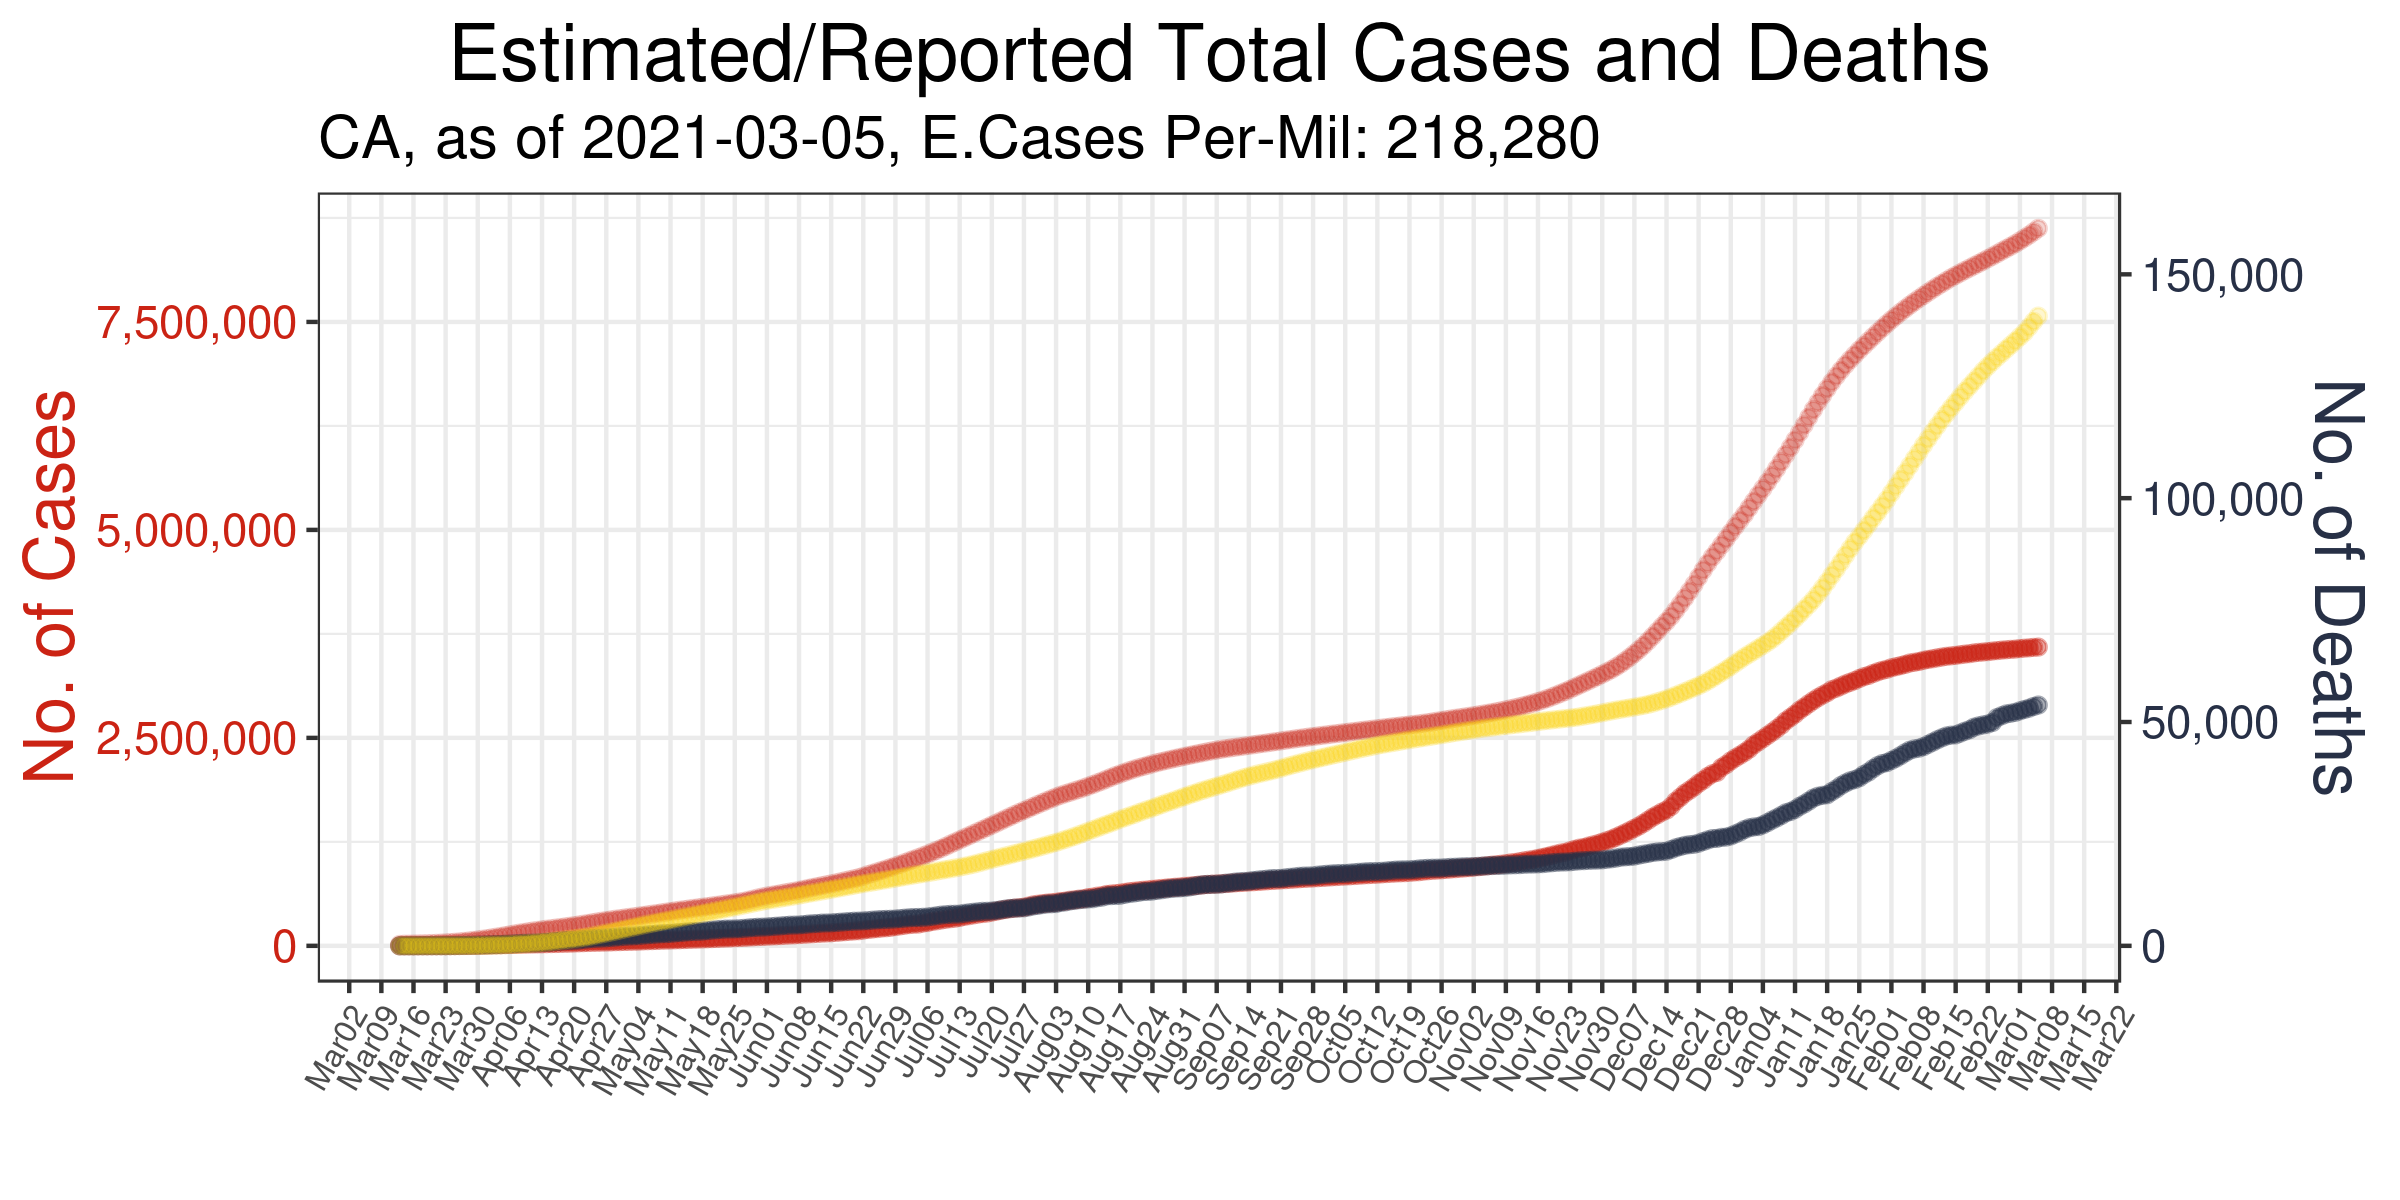 Estimated/Reported Total Cases and Deaths
CA, as of 2021-03-05, E.Cases Per-Mil: 218,280
No. of Cases
7,500,000
5,000,000
2,500,000
0
150,000
100,000
50,000
0
No. of Deaths
Mar02
Mar09
Mar16
Mar23
Mar30
Apr06
Apr13
Apr20
Apr27
May04
May11
May18
May25
Jun01
Jun08
Jun15
Jun22
Jun29
Jul06
Jul13
Jul20
Jul27
Aug03
Aug10
Aug17
Aug24
Aug31
Sep07
Sep14
Sep21
Sep28
Oct05
Oct12
Oct19
Oct26
Nov02
Nov09
Nov16
Nov23
Nov30
Dec07
Dec14
Dec21
Dec28
Jan04
Jan11
Jan18
Jan25
Feb01
Feb08
Feb15
Feb22
Mar01
Mar08
Mar15
Mar22